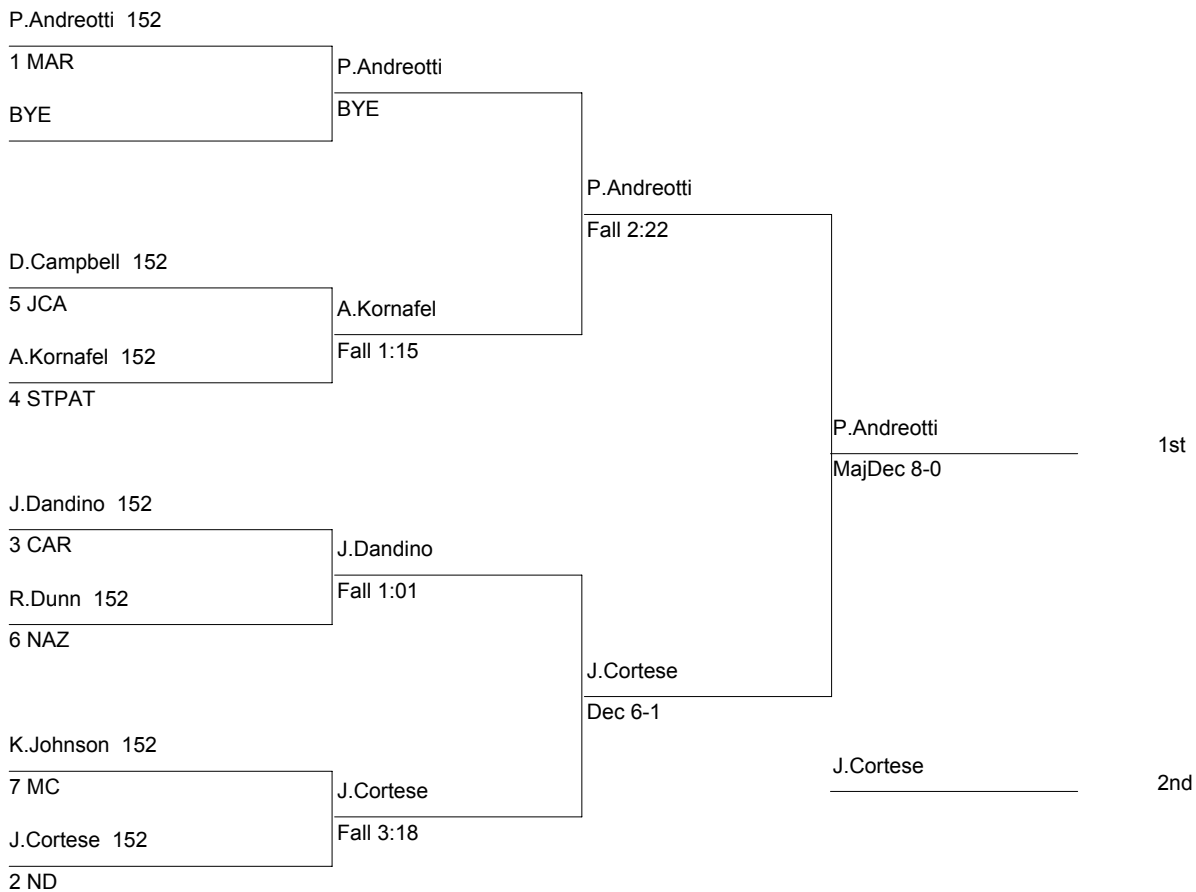 P.Andreotti 152
1 MAR
P.Andreotti
BYE
BYE
P.Andreotti
Fall 2:22
D.Campbell 152
5 JCA
A.Kornafel
A.Kornafel 152
Fall 1:15
4 STPAT
P.Andreotti
1st
MajDec 8-0
J.Dandino 152
3 CAR
J.Dandino
R.Dunn 152
Fall 1:01
6 NAZ
J.Cortese
Dec 6-1
K.Johnson 152
7 MC
J.Cortese
J.Cortese
2nd
J.Cortese 152
Fall 3:18
2 ND